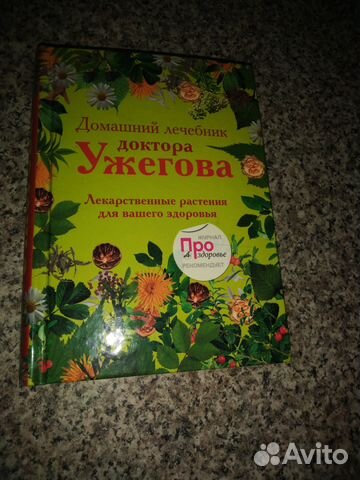 Домашний лечебник
доктора
Ужегова
Лекарственные растения
для вашего здоровья
ЖУРНАЛ
Про
здоровье
РЕКОМЕНДУЕТ
Avito